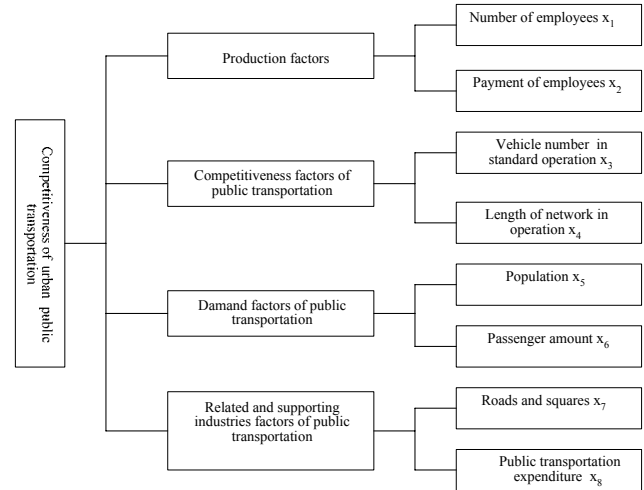 Competitiveness of urban public
transportation
Production factors
Number of employees x₁
Payment of employees x₂
Competitiveness factors of
public transportation
Vehicle number in
standard operation x₃
Length of network in
operation x₄
Damand factors of public
transportation
Population x₅
Passenger amount x₆
Related and supporting
industries factors of public
transportation
Roads and squares x₇
Public transportation
expenditure x₈